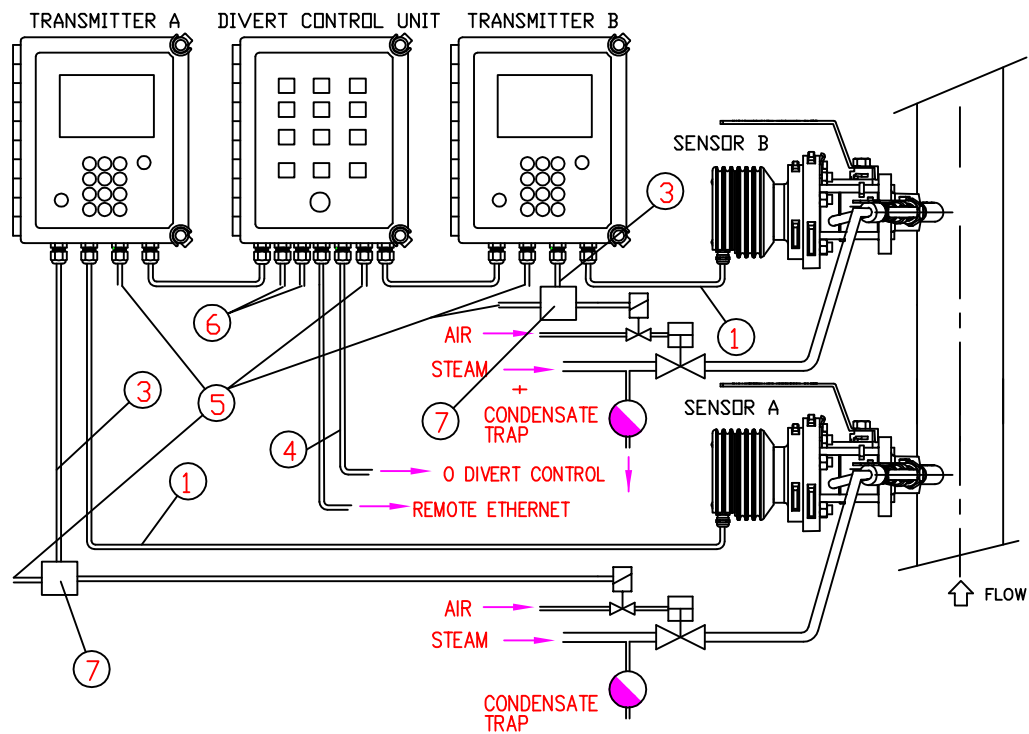 TRANSMITTER A
DIVERT CONTROL UNIT
TRANSMITTER B
SENSOR B
3
6
AIR
1
STEAM
+
3
5
7
CONDENSATE
TRAP
SENSOR A
4
1
O DIVERT CONTROL
REMOTE ETHERNET
AIR
FLOW
STEAM
7
CONDENSATE
TRAP